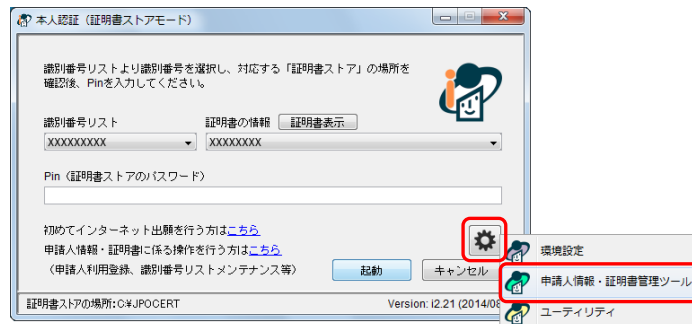 本人認証（証明書ストアモード）
識別番号リストより識別番号を選択し、対応する「証明書ストア」の場所を
確認後、Pinを入力してください。
識別番号リスト 証明書の情報 証明書表示
XXXXXXXXX XXXXXXXX
Pin（証明書ストアのパスワード）
初めてインターネット出願を行う方はこちら
申請人情報・証明書に係る操作を行う方はこちら
（申請人利用登録、識別番号リストメンテナンス等） 起動 キャンセル
環境設定
申請人情報・証明書管理ツール
ユーティリティ
証明書ストアの場所:C:¥JPOCERT Version: i2.21 (2014/08